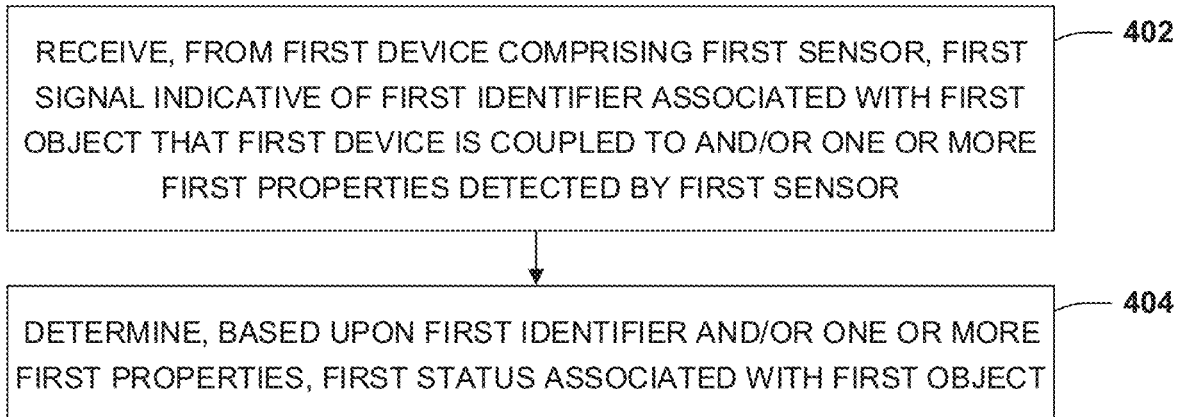 RECEIVE, FROM FIRST DEVICE COMPRISING FIRST SENSOR, FIRST
SIGNAL INDICATIVE OF FIRST IDENTIFIER ASSOCIATED WITH FIRST
OBJECT THAT FIRST DEVICE IS COUPLED TO AND/OR ONE OR MORE
FIRST PROPERTIES DETECTED BY FIRST SENSOR
402
DETERMINE, BASED UPON FIRST IDENTIFIER AND/OR ONE OR MORE
FIRST PROPERTIES, FIRST STATUS ASSOCIATED WITH FIRST OBJECT
404